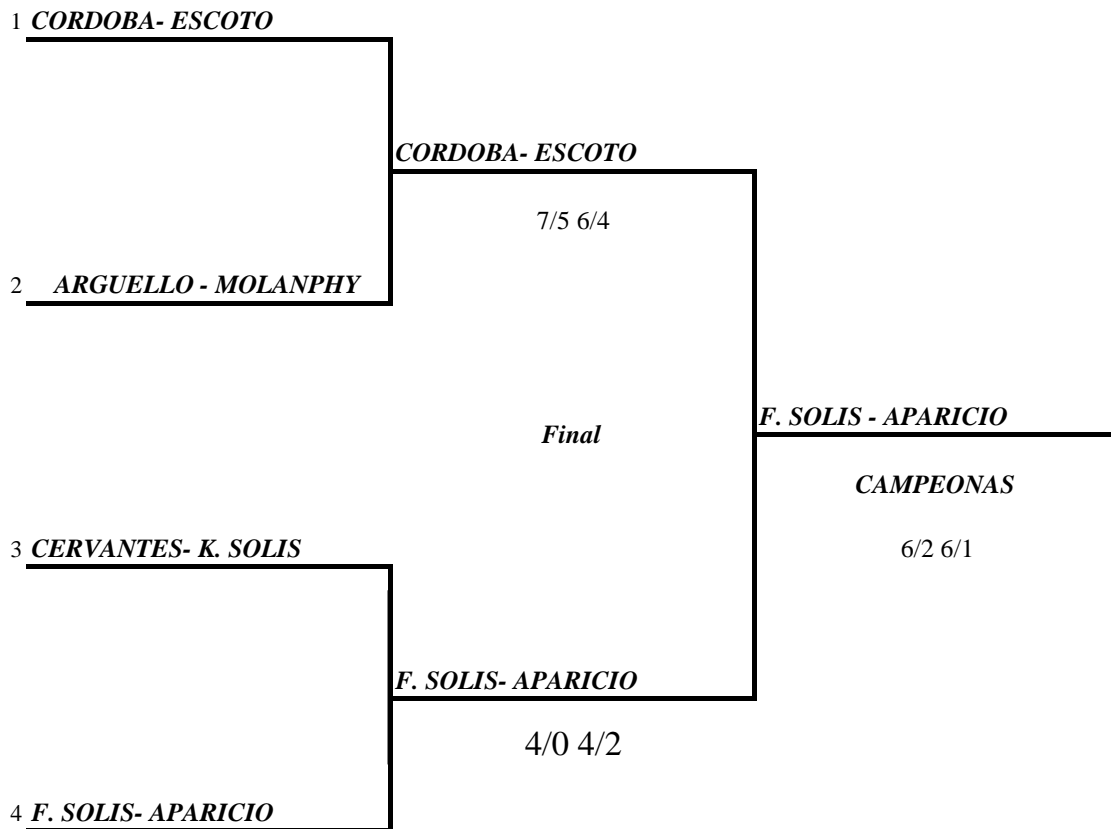 1 CORDOBA- ESCOTO
CORDOBA- ESCOTO
7/5 6/4
2 ARGUELLO - MOLANPHY
F. SOLIS - APARICIO
Final
CAMPEONAS
3 CERVANTES- K. SOLIS
6/2 6/1
F. SOLIS- APARICIO
4/0 4/2
4 F. SOLIS- APARICIO